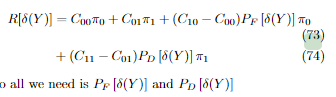 R[δ(Y)] = C₀₀π₀ + C₀₁π₁ + (C₁₀ − C₀₀)P_F [δ(Y)] π₀
(73)
+ (C₁₁ − C₀₁)P_D [δ(Y)] π₁ (74)
o all we need is P_F [δ(Y)] and P_D [δ(Y)]